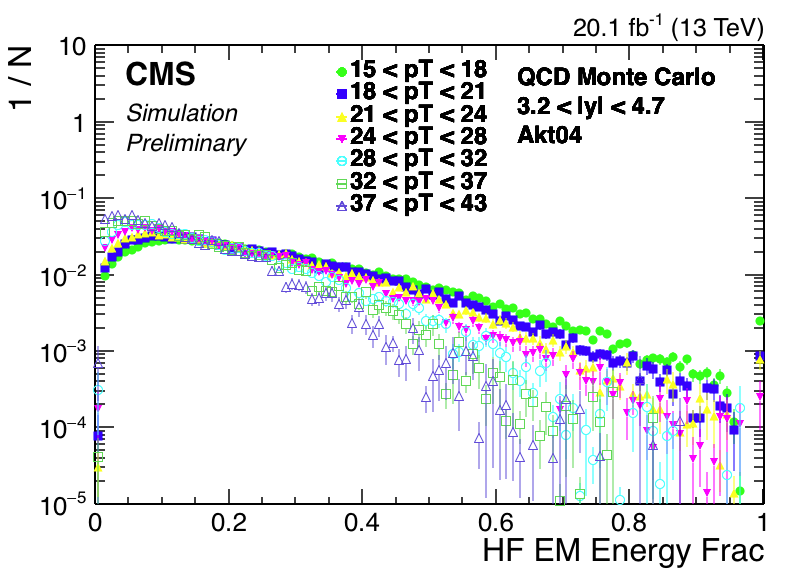 20.1 fb⁻¹ (13 TeV)
1 / N
CMS
Simulation
Preliminary
15 < pT < 18
18 < pT < 21
21 < pT < 24
24 < pT < 28
28 < pT < 32
32 < pT < 37
37 < pT < 43
QCD Monte Carlo
3.2 < |y| < 4.7
Akt04
10
1
10⁻¹
10⁻²
10⁻³
10⁻⁴
10⁻⁵
0 0.2 0.4 0.6 0.8 1
HF EM Energy Frac